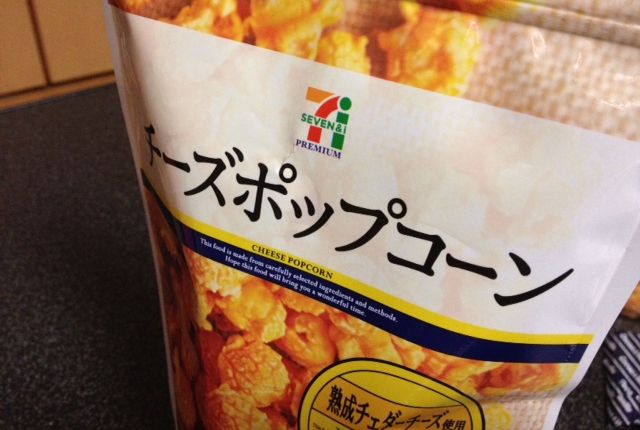 SEVEN&i
PREMIUM
チーズポップコーン
CHEESE POPCORN
This food is made from carefully selected ingredients and methods.
Hope this food will bring you a wonderful time.
熟成チェダーチーズ使用